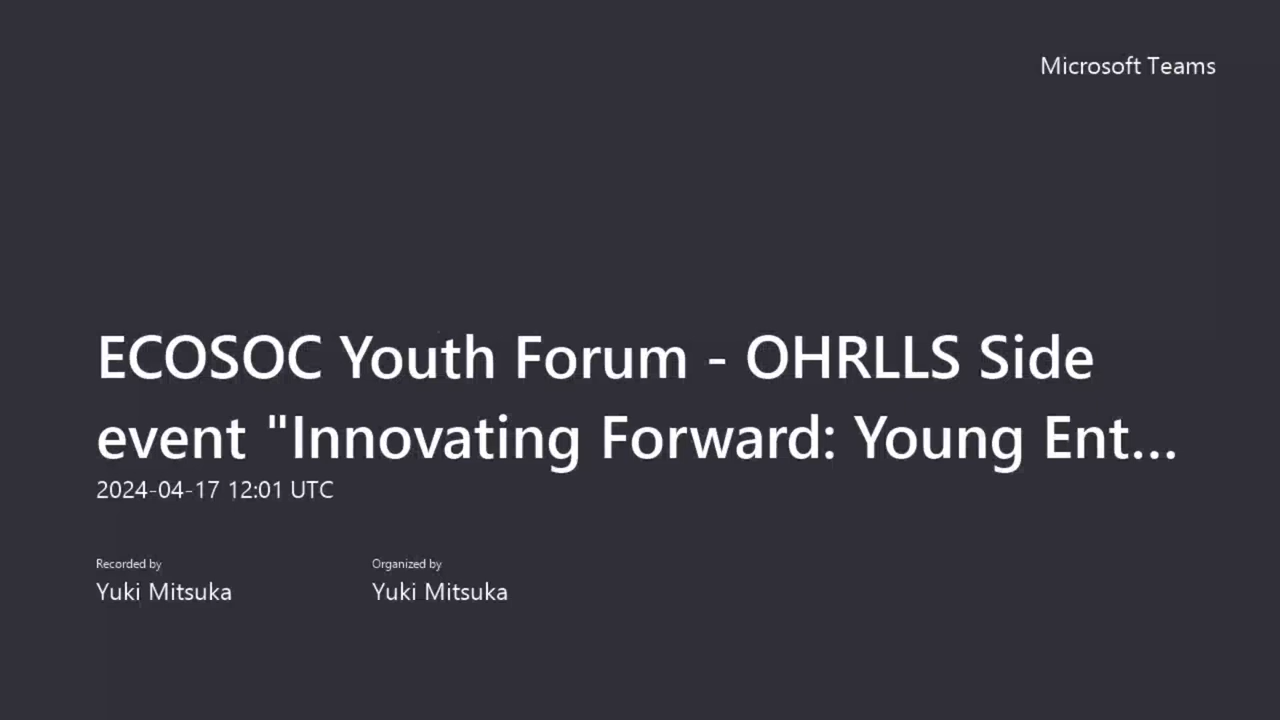 Microsoft Teams
ECOSOC Youth Forum - OHRLLS Side
event "Innovating Forward: Young Ent...
2024-04-17 12:01 UTC
Recorded by
Organized by
Yuki Mitsuka
Yuki Mitsuka